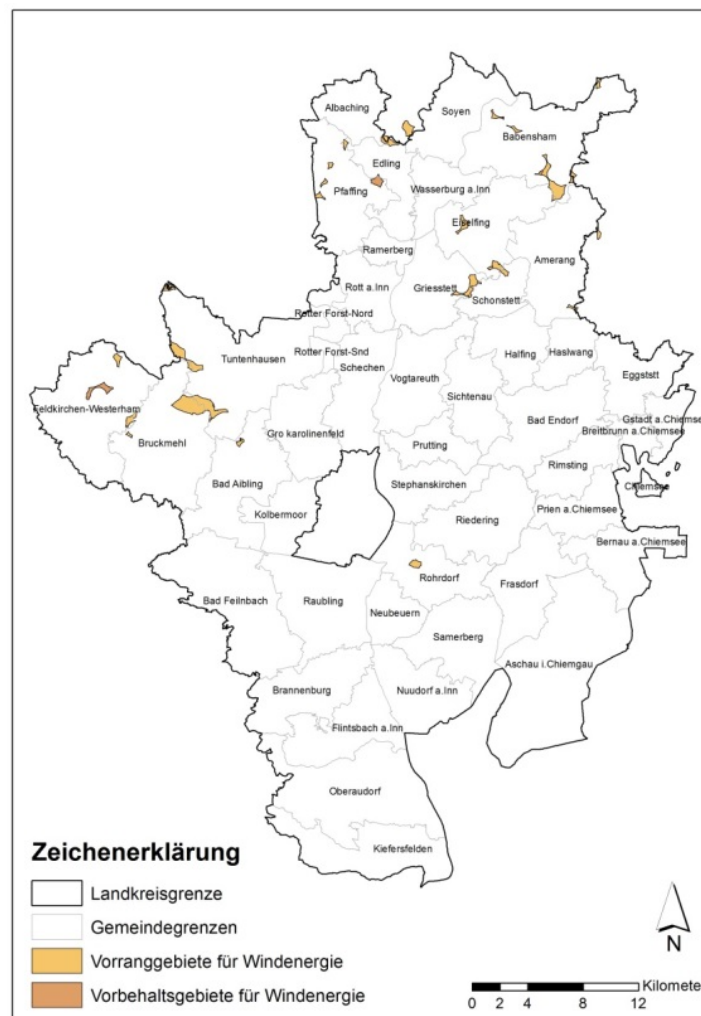 Albaching
Soyen
Babensham
Edling
Pfaffing
Wasserburg a.Inn
Eiselfing
Ramerberg
Amerang
Rott a.Inn
Griesstett
Schonstett
Rotter Forst-Nord
Tuntenhausen
Rotter Forst-Snd
Schechen
Vogtareuth
Halfing
Haslwang
Eggststt
Feldkirchen-Westerham
Sichtenau
Bad Endorf
Gstadt a.Chiemse
Breitbrunn a.Chiemsee
Gro karolinenfeld
Bruckmehl
Prutting
Rimsting
Bad Aibling
Stephanskirchen
Chiemsee
Kolbermoor
Riedering
Prien a.Chiemsee
Bernau a.Chiemsee
Rohrdorf
Frasdorf
Bad Feilnbach
Raubling
Neubeuern
Samerberg
Aschau i.Chiemgau
Brannenburg
Nuudorf a.Inn
Flintsbach a.Inn
Oberaudorf
Kiefersfelden
Zeichenerklärung
Landkreisgrenze
Gemeindegrenzen
Vorranggebiete für Windenergie
Vorbehaltsgebiete für Windenergie
N
Kilomete
0 2 4 8 12